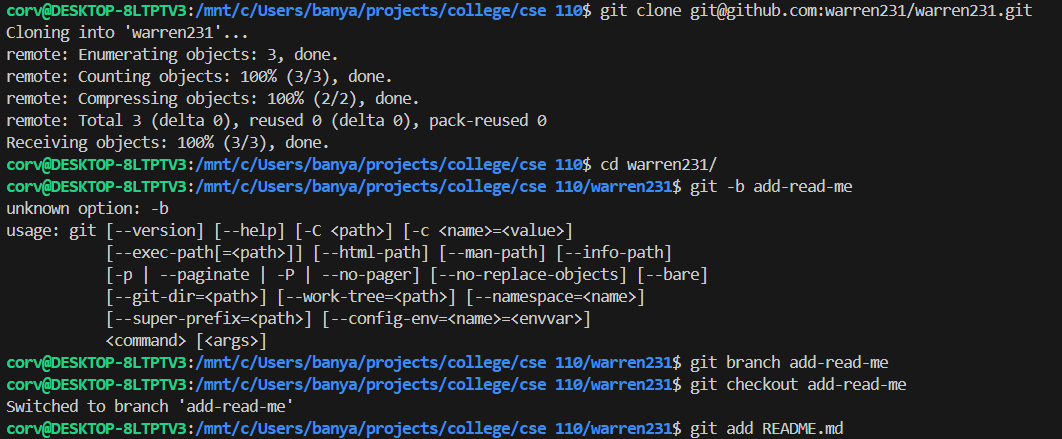 corv@DESKTOP-8LTPTV3:/mnt/c/Users/banya/projects/college/cse 110$ git clone git@github.com:warren231/warren231.git
Cloning into 'warren231'...
remote: Enumerating objects: 3, done.
remote: Counting objects: 100% (3/3), done.
remote: Compressing objects: 100% (2/2), done.
remote: Total 3 (delta 0), reused 0 (delta 0), pack-reused 0
Receiving objects: 100% (3/3), done.
corv@DESKTOP-8LTPTV3:/mnt/c/Users/banya/projects/college/cse 110$ cd warren231/
corv@DESKTOP-8LTPTV3:/mnt/c/Users/banya/projects/college/cse 110/warren231$ git -b add-read-me
unknown option: -b
usage: git [--version] [--help] [-C <path>] [-c <name>=<value>]
           [--exec-path[=<path>]] [--html-path] [--man-path] [--info-path]
           [-p | --paginate | -P | --no-pager] [--no-replace-objects] [--bare]
           [--git-dir=<path>] [--work-tree=<path>] [--namespace=<name>]
           [--super-prefix=<path>] [--config-env=<name>=<envvar>]
           <command> [<args>]
corv@DESKTOP-8LTPTV3:/mnt/c/Users/banya/projects/college/cse 110/warren231$ git branch add-read-me
corv@DESKTOP-8LTPTV3:/mnt/c/Users/banya/projects/college/cse 110/warren231$ git checkout add-read-me
Switched to branch 'add-read-me'
corv@DESKTOP-8LTPTV3:/mnt/c/Users/banya/projects/college/cse 110/warren231$ git add README.md